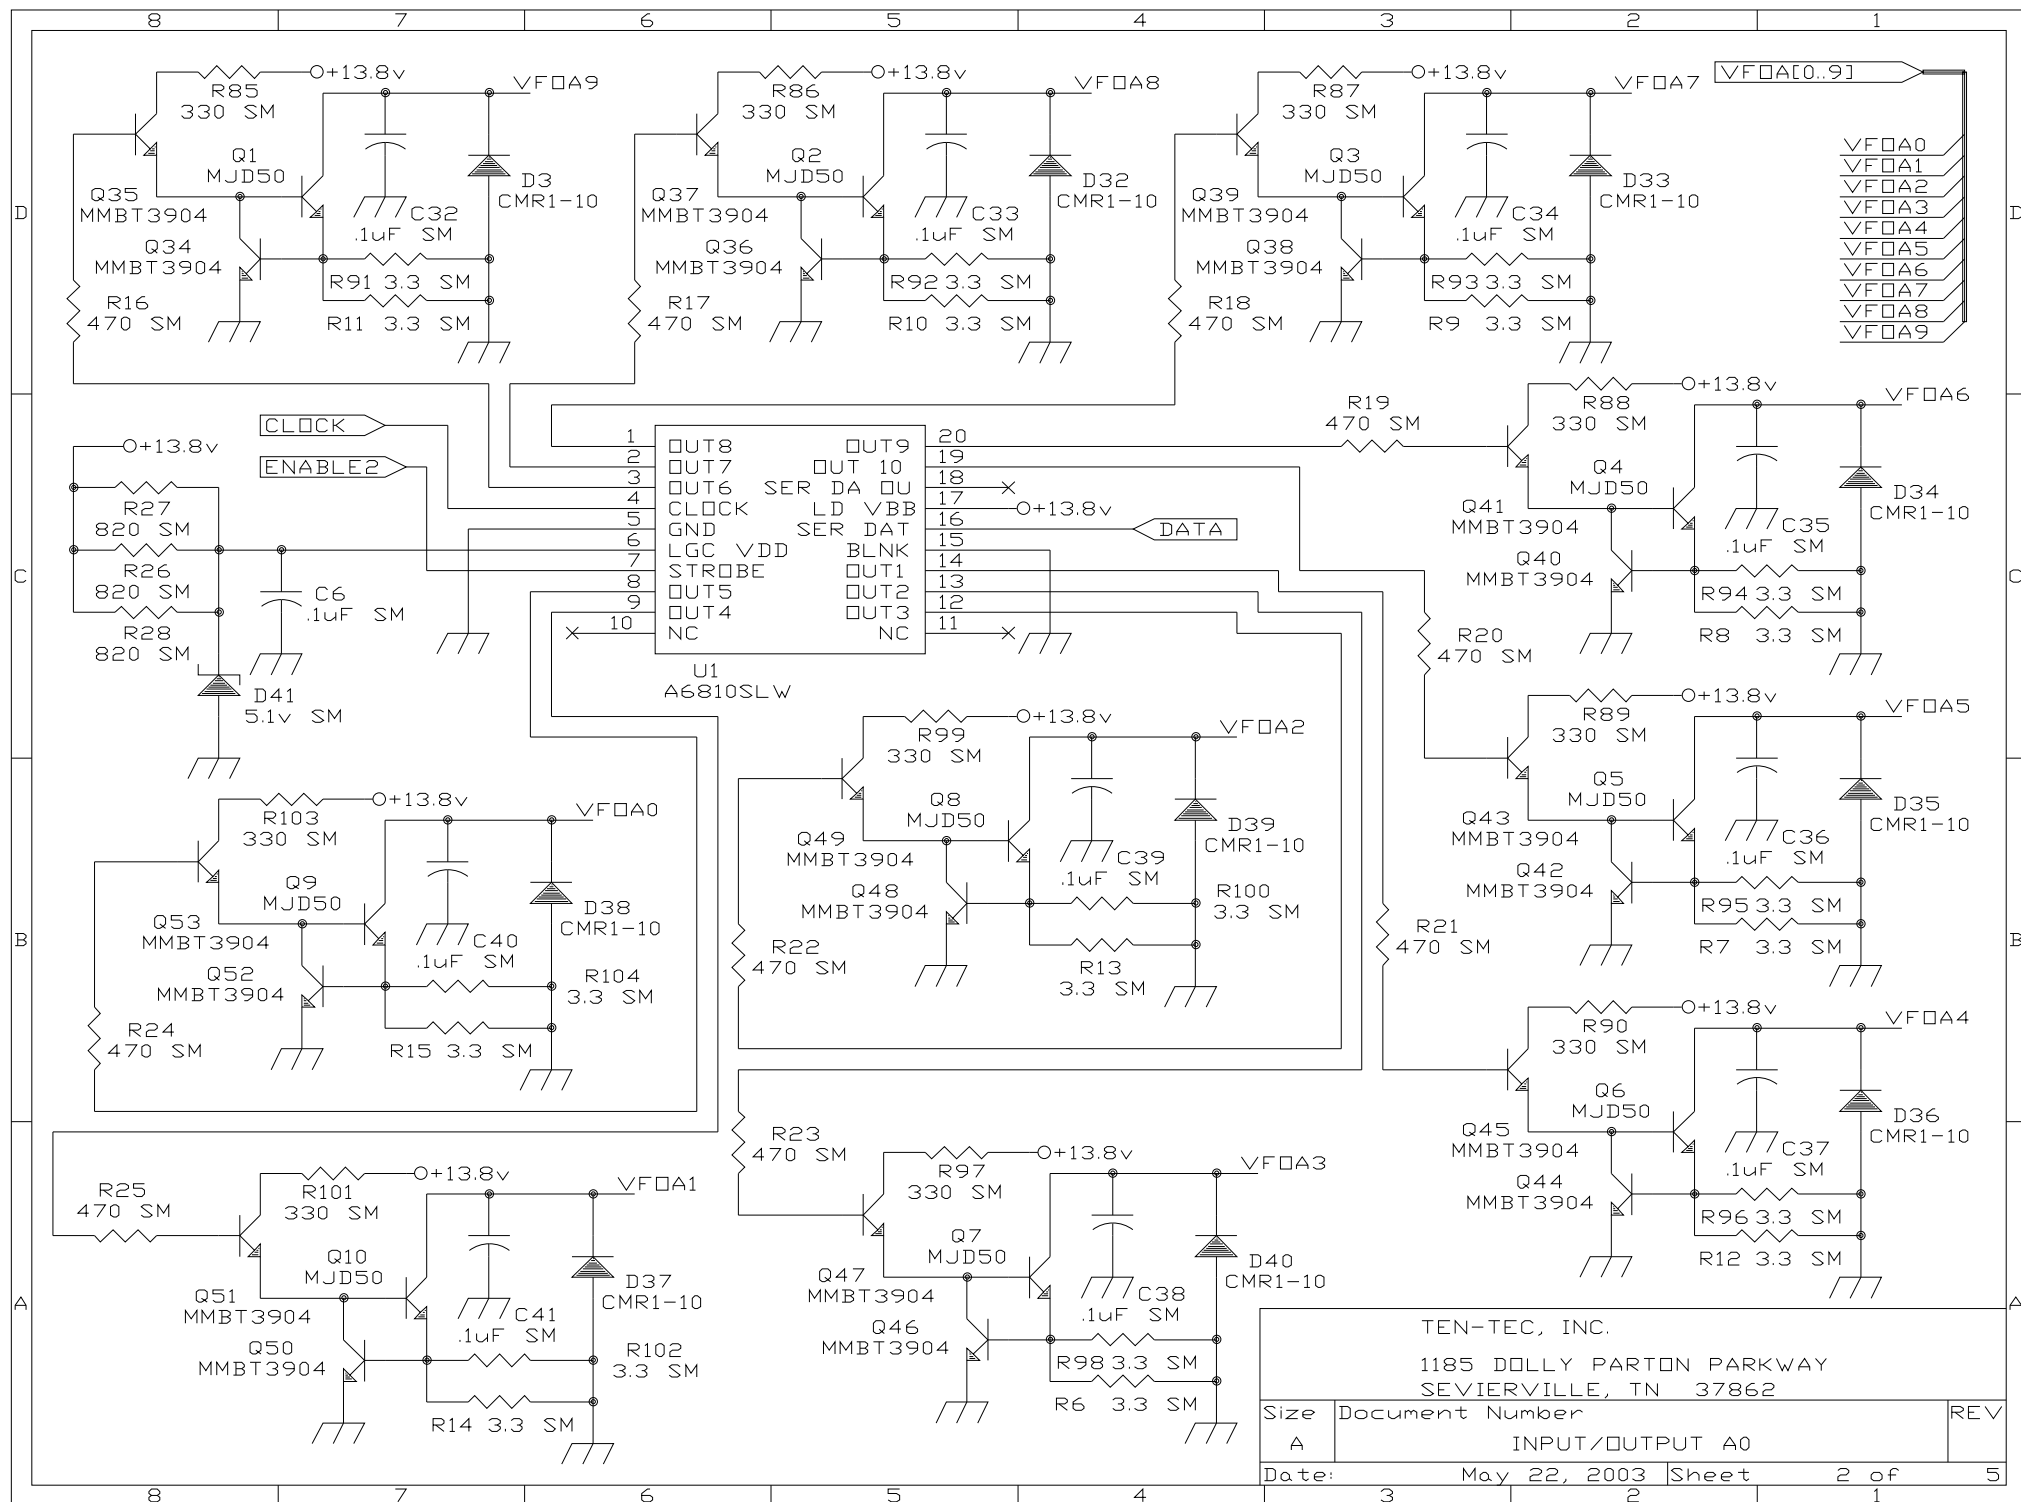 8 7 6 5 4 3 2 1
D
C
B
A
D
C
B
A
R85
330 SM
+13.8v
VFOA9
Q1
MJD50
Q35
MMBT3904
Q34
MMBT3904
C32
.1uF SM
D3
CMR1-10
R91 3.3 SM
R11 3.3 SM
R16
470 SM
R86
330 SM
+13.8v
VFOA8
Q2
MJD50
Q37
MMBT3904
Q36
MMBT3904
C33
.1uF SM
D32
CMR1-10
R92 3.3 SM
R10 3.3 SM
R17
470 SM
R87
330 SM
+13.8v
VFOA7
Q3
MJD50
Q39
MMBT3904
Q38
MMBT3904
C34
.1uF SM
D33
CMR1-10
R93 3.3 SM
R9 3.3 SM
R18
470 SM
VFOA[0..9]
VFOA0
VFOA1
VFOA2
VFOA3
VFOA4
VFOA5
VFOA6
VFOA7
VFOA8
VFOA9
CLOCK
ENABLE2
+13.8v
R27
820 SM
R26
820 SM
R28
820 SM
C6
.1uF SM
D41
5.1v SM
1 OUT8 OUT9 20
2 OUT7 OUT 10 19
3 OUT6 SER DA OU 18
4 CLOCK LD VBB 17
5 GND SER DAT 16
6 LGC VDD BLNK 15
7 STROBE OUT1 14
8 OUT5 OUT2 13
9 OUT4 OUT3 12
10 NC NC 11
U1
A6810SLW
+13.8v
DATA
R19
470 SM
R88
330 SM
+13.8v
VFOA6
Q4
MJD50
Q41
MMBT3904
Q40
MMBT3904
C35
.1uF SM
D34
CMR1-10
R94 3.3 SM
R8 3.3 SM
R20
470 SM
R89
330 SM
+13.8v
VFOA5
Q5
MJD50
Q43
MMBT3904
Q42
MMBT3904
C36
.1uF SM
D35
CMR1-10
R95 3.3 SM
R7 3.3 SM
R21
470 SM
R90
330 SM
+13.8v
VFOA4
Q6
MJD50
Q45
MMBT3904
Q44
MMBT3904
C37
.1uF SM
D36
CMR1-10
R96 3.3 SM
R12 3.3 SM
R99
330 SM
+13.8v
VFOA2
Q8
MJD50
Q49
MMBT3904
Q48
MMBT3904
C39
.1uF SM
D39
CMR1-10
R100
3.3 SM
R13
3.3 SM
R22
470 SM
R103
330 SM
+13.8v
VFOA0
Q9
MJD50
Q53
MMBT3904
Q52
MMBT3904
C40
.1uF SM
D38
CMR1-10
R104
3.3 SM
R15 3.3 SM
R24
470 SM
R25
470 SM
R101
330 SM
+13.8v
VFOA1
Q10
MJD50
Q51
MMBT3904
Q50
MMBT3904
C41
.1uF SM
D37
CMR1-10
R102
3.3 SM
R14 3.3 SM
R23
470 SM
R97
330 SM
+13.8v
VFOA3
Q7
MJD50
Q47
MMBT3904
Q46
MMBT3904
C38
.1uF SM
D40
CMR1-10
R98 3.3 SM
R6 3.3 SM
TEN-TEC, INC.
1185 DOLLY PARTON PARKWAY
SEVIERVILLE, TN 37862
Size Document Number REV
A INPUT/OUTPUT A0
Date: May 22, 2003 Sheet 2 of 5
8 7 6 5 4 3 2 1